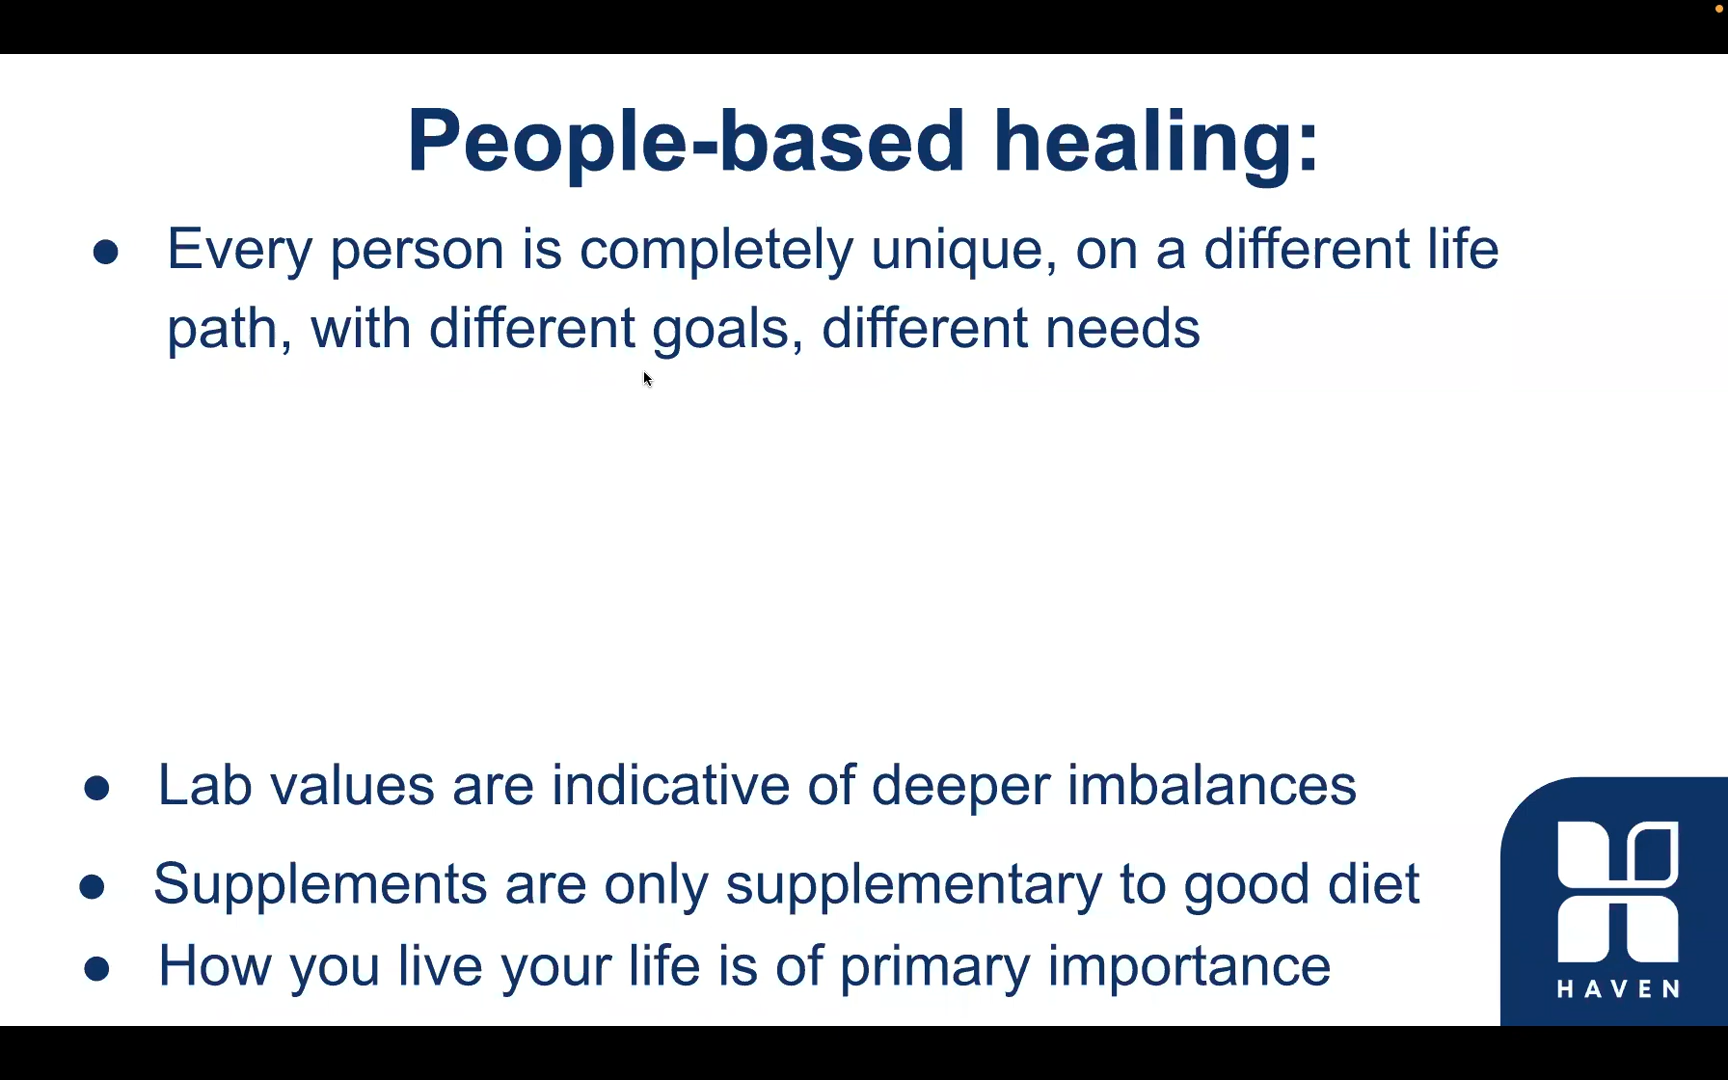 People-based healing:
● Every person is completely unique, on a different life
path, with different goals, different needs
● Lab values are indicative of deeper imbalances
● Supplements are only supplementary to good diet
● How you live your life is of primary importance
HAVEN